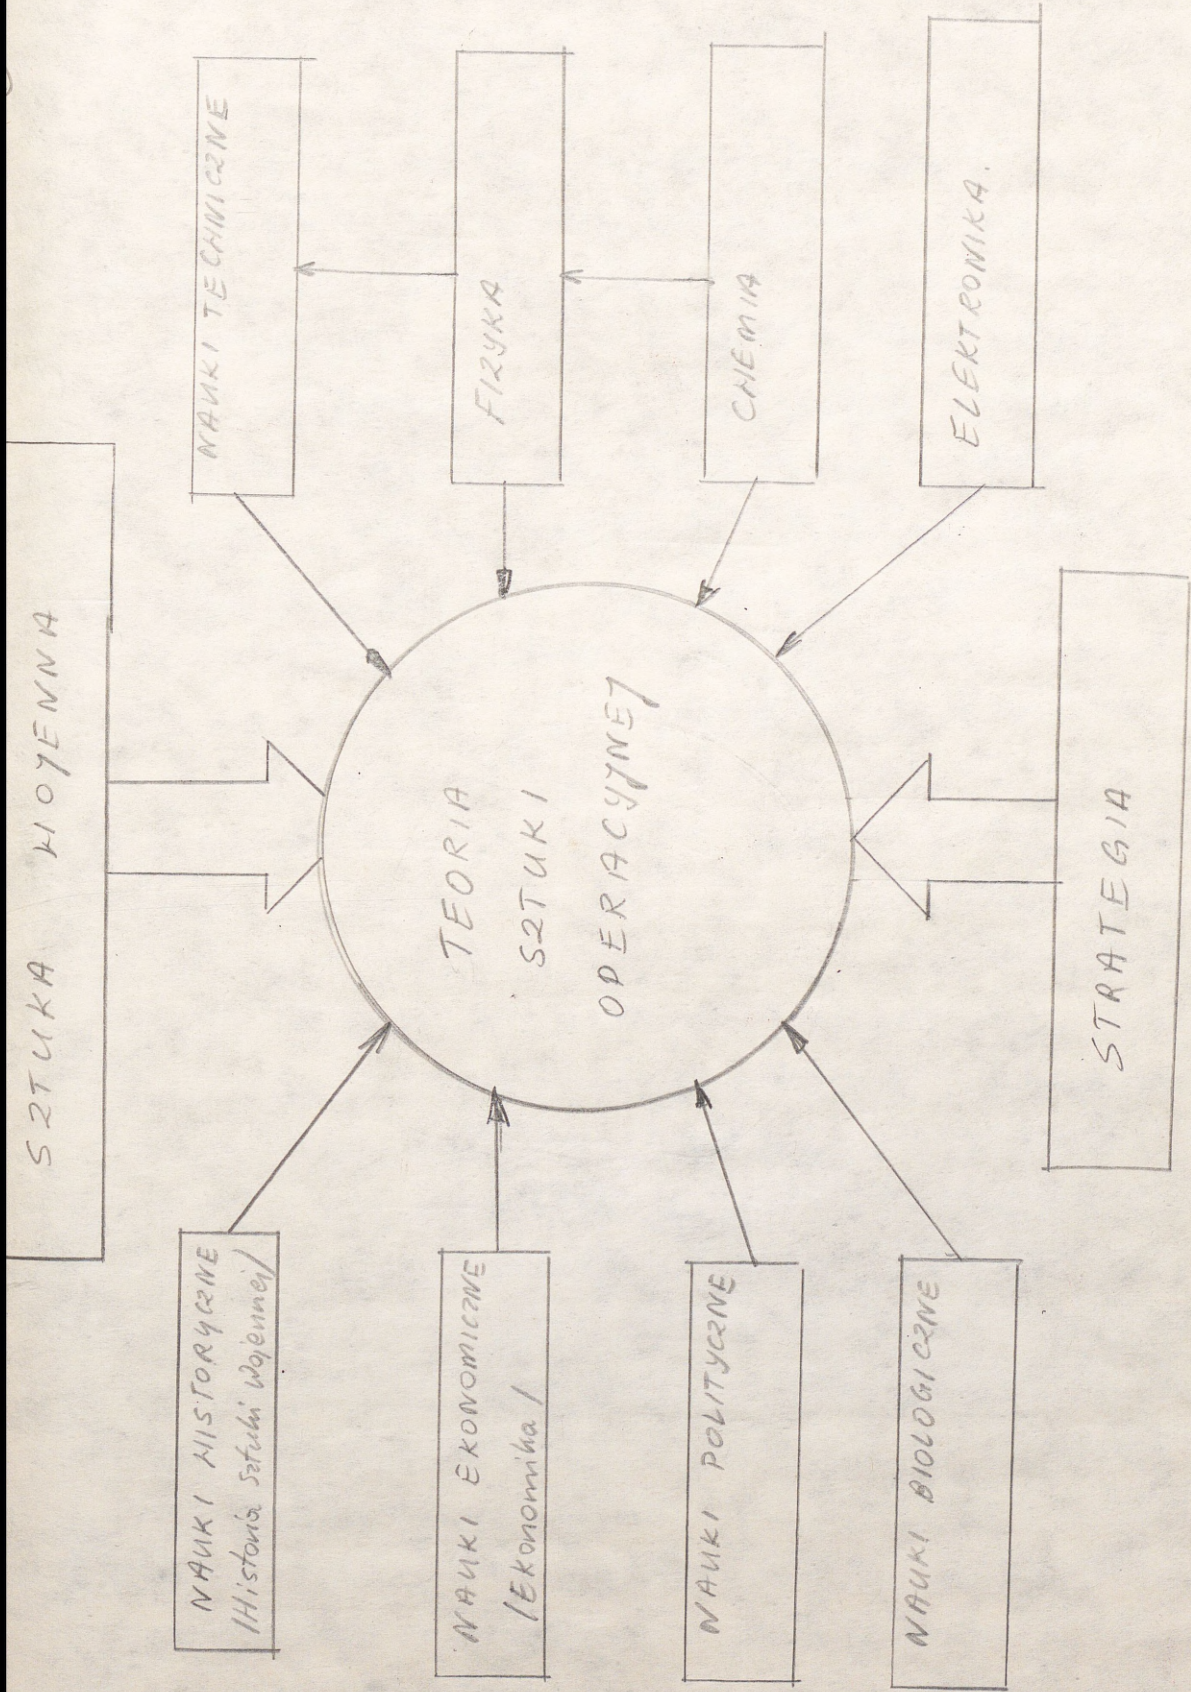 SZTUKA WOJENNA
NAUKI HISTORYCZNE
/Historia Sztuki Wojennej/
NAUKI EKONOMICZNE
/Ekonomika/
NAUKI POLITYCZNE
NAUKI BIOLOGICZNE
TEORIA
SZTUKI
OPERACYJNEJ
NAUKI TECHNICZNE
FIZYKA
CHEMIA
ELEKTRONIKA.
STRATEGIA